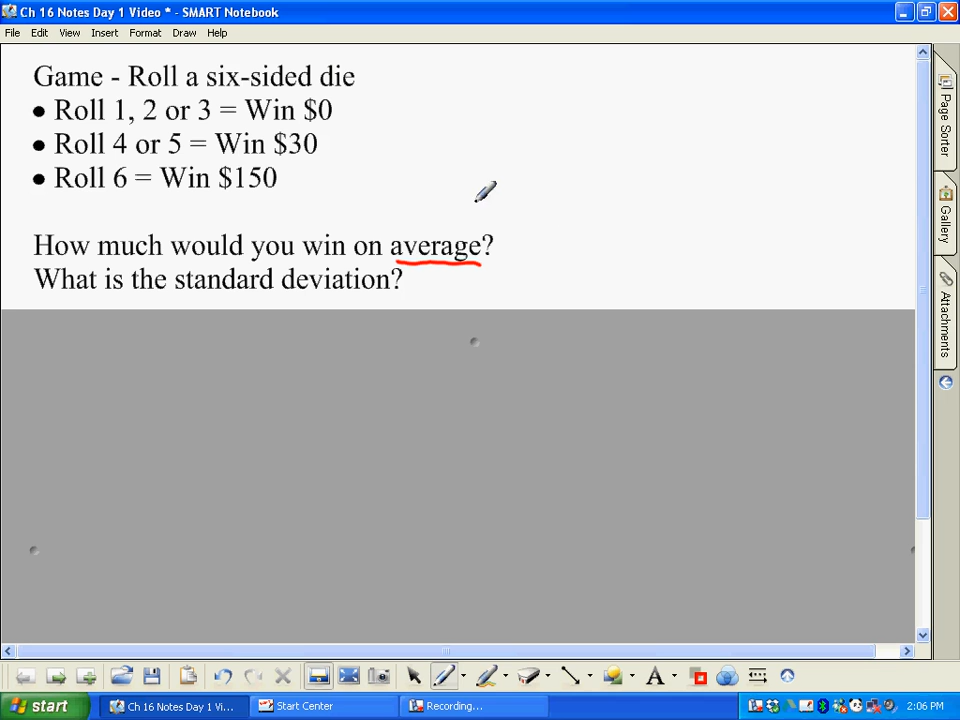 Ch 16 Notes Day 1 Video * - SMART Notebook
File Edit View Insert Format Draw Help
Game - Roll a six-sided die
• Roll 1, 2 or 3 = Win $0
• Roll 4 or 5 = Win $30
• Roll 6 = Win $150
How much would you win on average?
What is the standard deviation?
Page Sorter
Gallery
Attachments
start
Ch 16 Notes Day 1 Vi...
Start Center
Recording...
2:06 PM